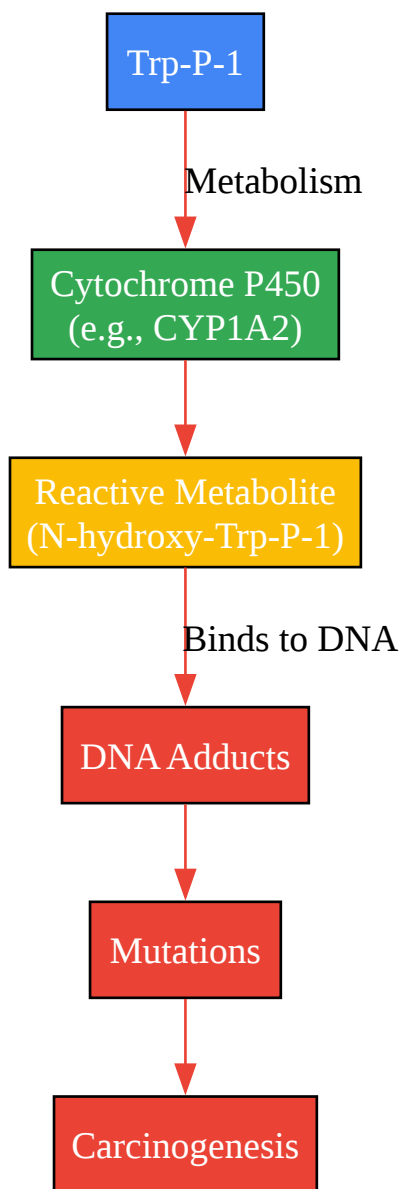 Trp-P-1
Metabolism
Cytochrome P450
(e.g., CYP1A2)
Reactive Metabolite
(N-hydroxy-Trp-P-1)
Binds to DNA
DNA Adducts
Mutations
Carcinogenesis